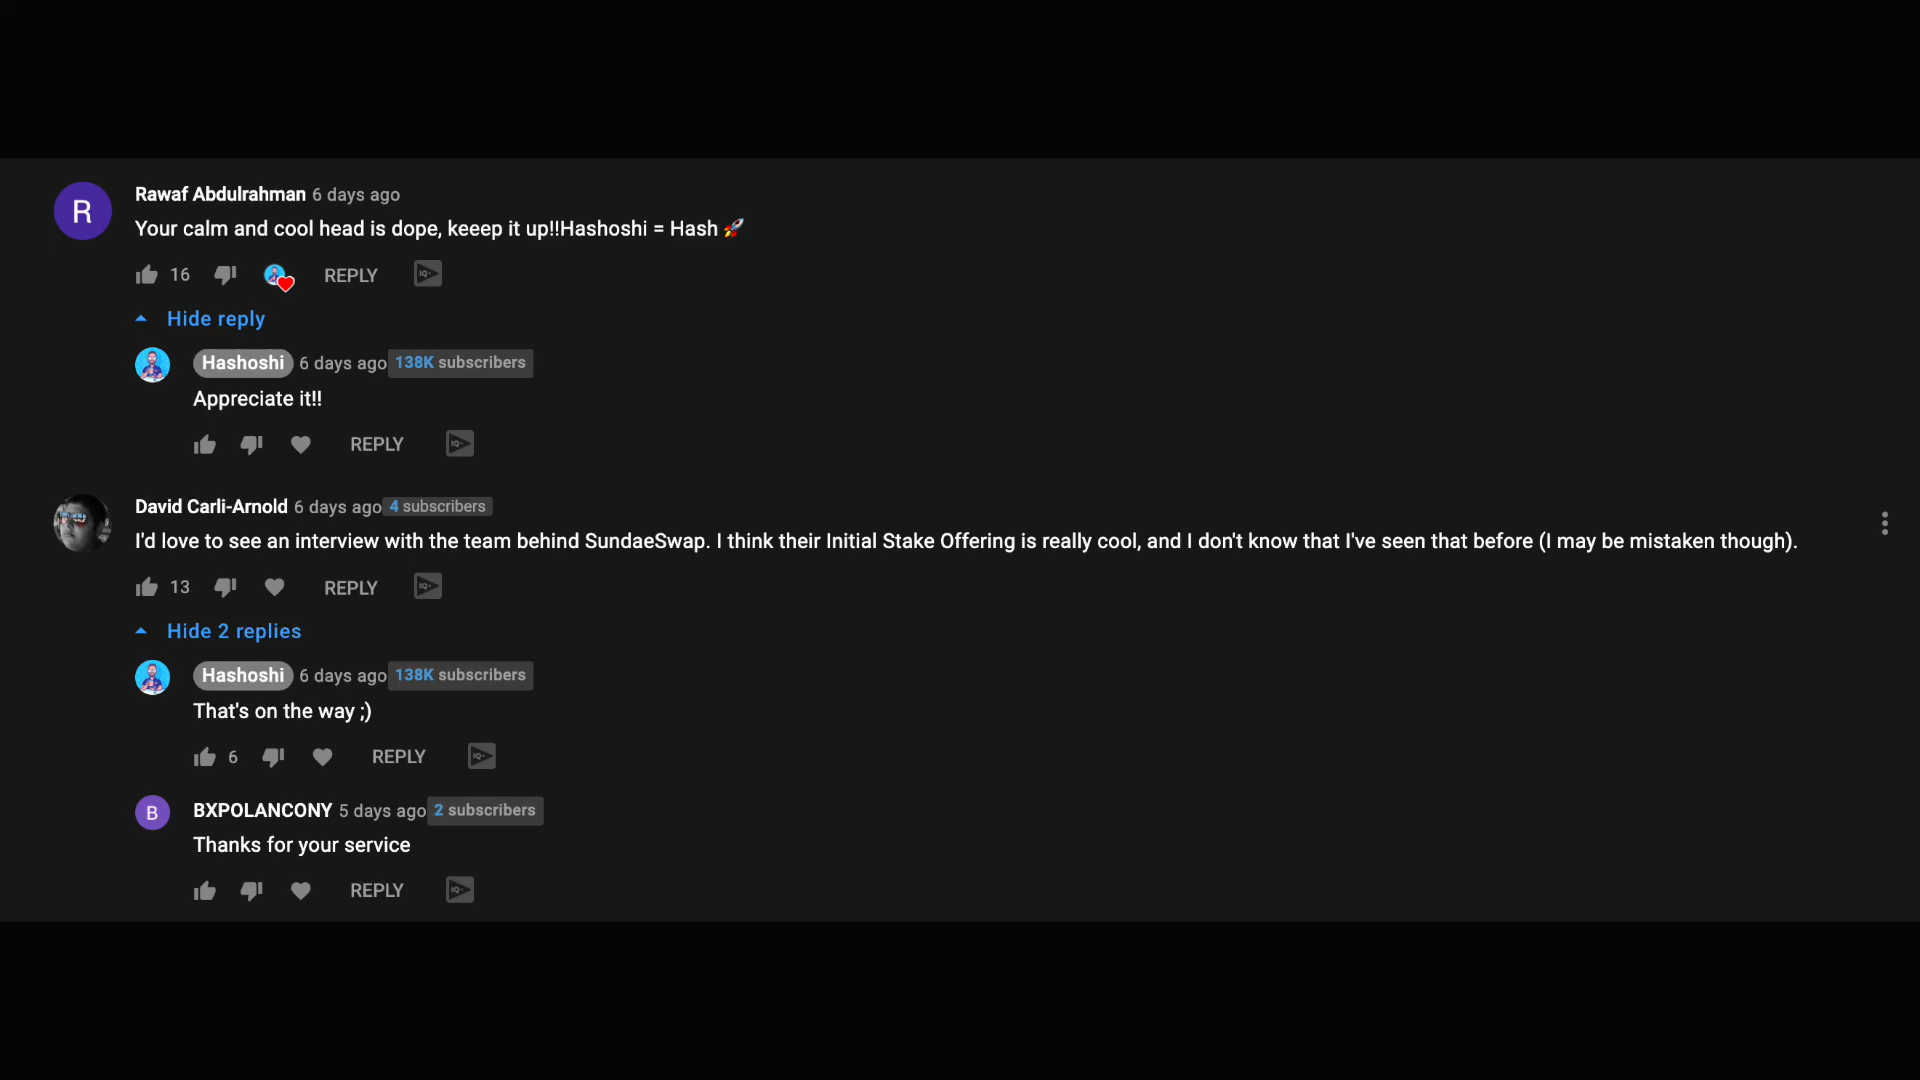 R
Rawaf Abdulrahman 6 days ago
Your calm and cool head is dope, keeep it up!!Hashoshi = Hash 🚀
16 REPLY IQ
Hide reply
Hashoshi 6 days ago 138K subscribers
Appreciate it!!
REPLY IQ
David Carli-Arnold 6 days ago 4 subscribers
I'd love to see an interview with the team behind SundaeSwap. I think their Initial Stake Offering is really cool, and I don't know that I've seen that before (I may be mistaken though).
13 REPLY IQ
Hide 2 replies
Hashoshi 6 days ago 138K subscribers
That's on the way ;)
6 REPLY IQ
B
BXPOLANCONY 5 days ago 2 subscribers
Thanks for your service
REPLY IQ